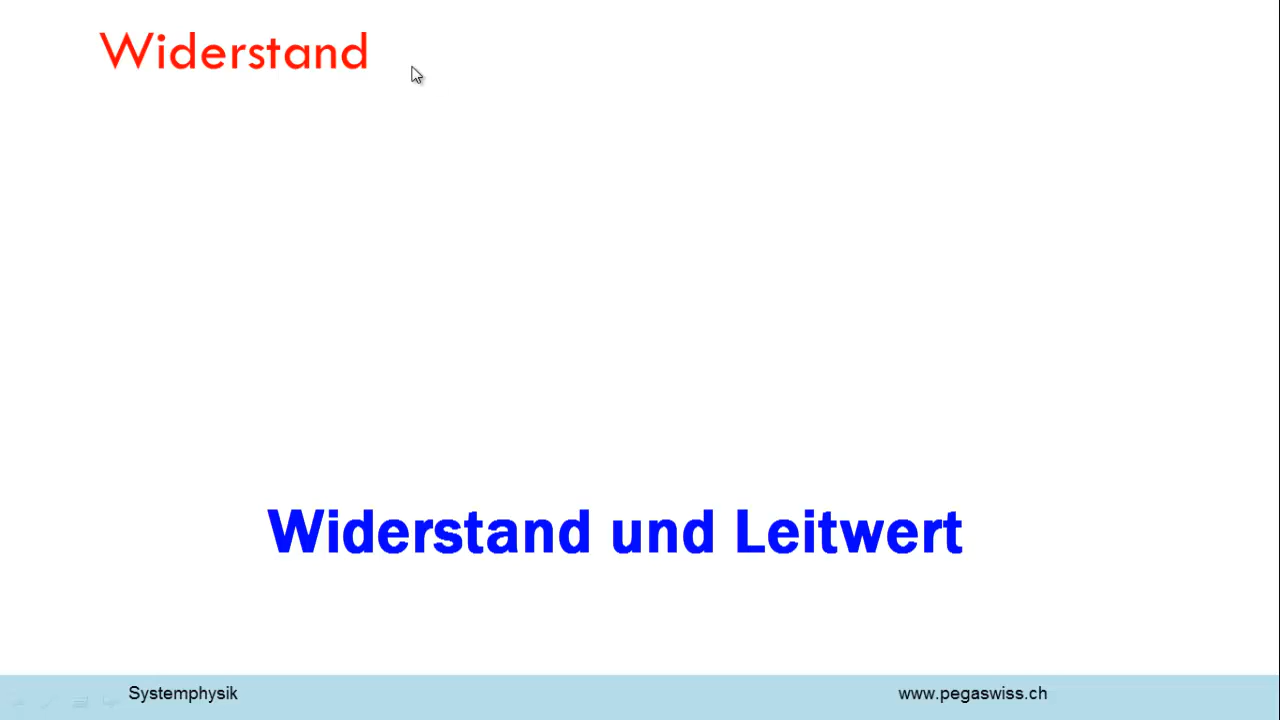 Widerstand
Widerstand und Leitwert
Systemphysik
www.pegaswiss.ch